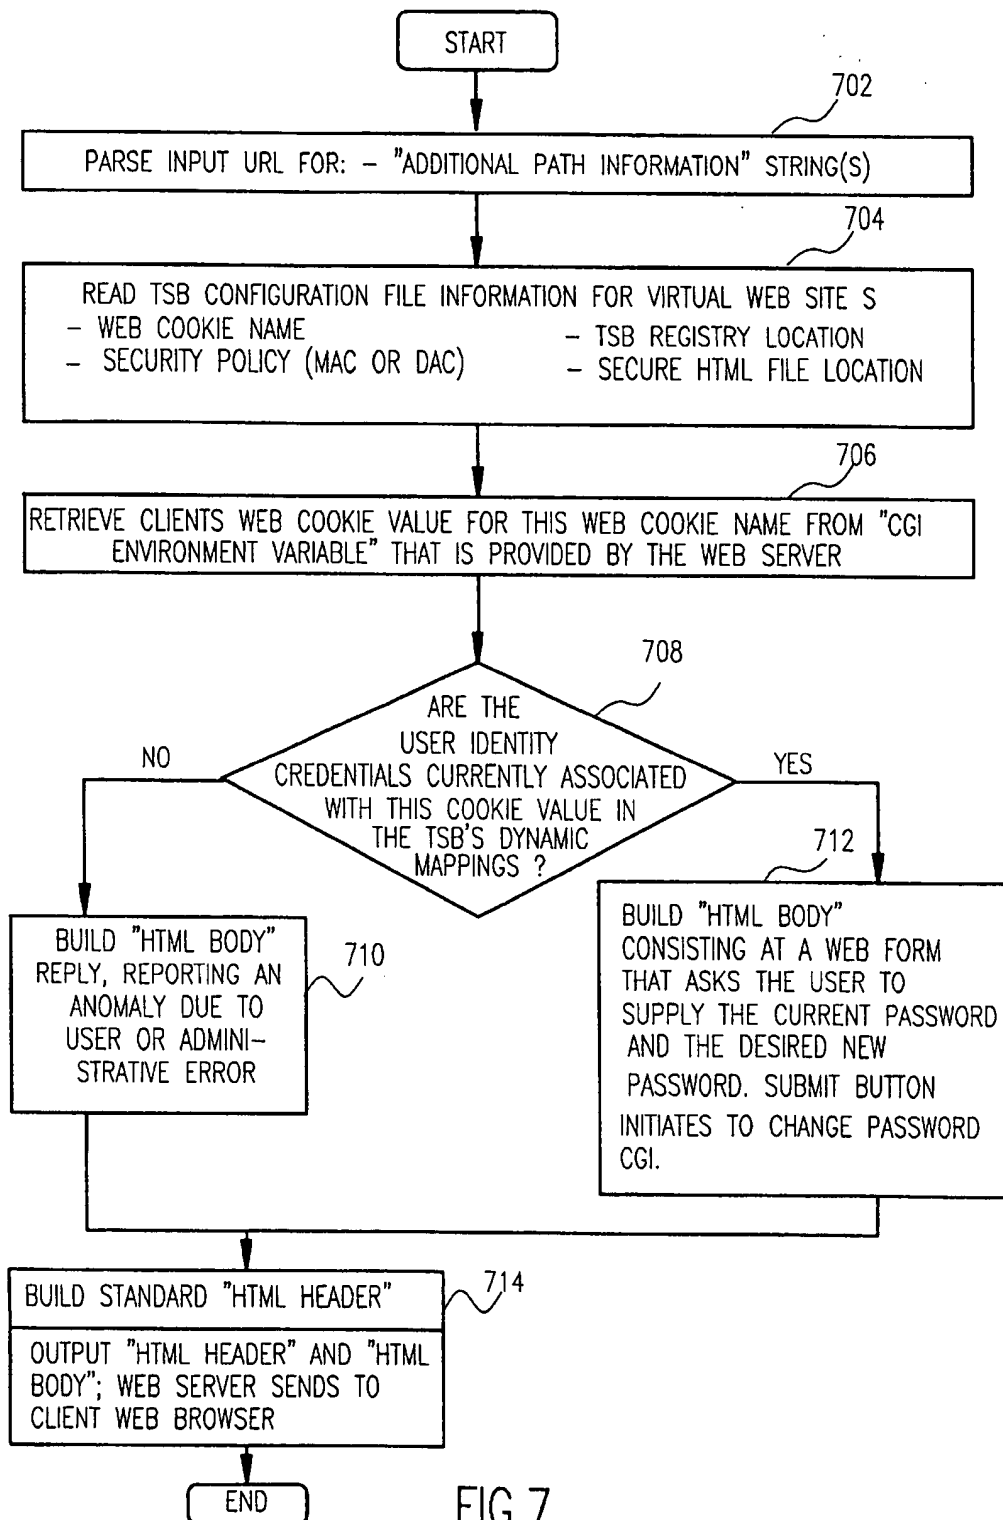 START
702
PARSE INPUT URL FOR: – "ADDITIONAL PATH INFORMATION" STRING(S)
704
READ TSB CONFIGURATION FILE INFORMATION FOR VIRTUAL WEB SITE S
– WEB COOKIE NAME
– SECURITY POLICY (MAC OR DAC)
– TSB REGISTRY LOCATION
– SECURE HTML FILE LOCATION
706
RETRIEVE CLIENTS WEB COOKIE VALUE FOR THIS WEB COOKIE NAME FROM "CGI
ENVIRONMENT VARIABLE" THAT IS PROVIDED BY THE WEB SERVER
708
ARE THE
USER IDENTITY
CREDENTIALS CURRENTLY ASSOCIATED
WITH THIS COOKIE VALUE IN
THE TSB'S DYNAMIC
MAPPINGS ?
NO
YES
710
BUILD "HTML BODY"
REPLY, REPORTING AN
ANOMALY DUE TO
USER OR ADMINI–
STRATIVE ERROR
712
BUILD "HTML BODY"
CONSISTING AT A WEB FORM
THAT ASKS THE USER TO
SUPPLY THE CURRENT PASSWORD
AND THE DESIRED NEW
PASSWORD. SUBMIT BUTTON
INITIATES TO CHANGE PASSWORD
CGI.
714
BUILD STANDARD "HTML HEADER"
OUTPUT "HTML HEADER" AND "HTML
BODY"; WEB SERVER SENDS TO
CLIENT WEB BROWSER
END
FIG.7